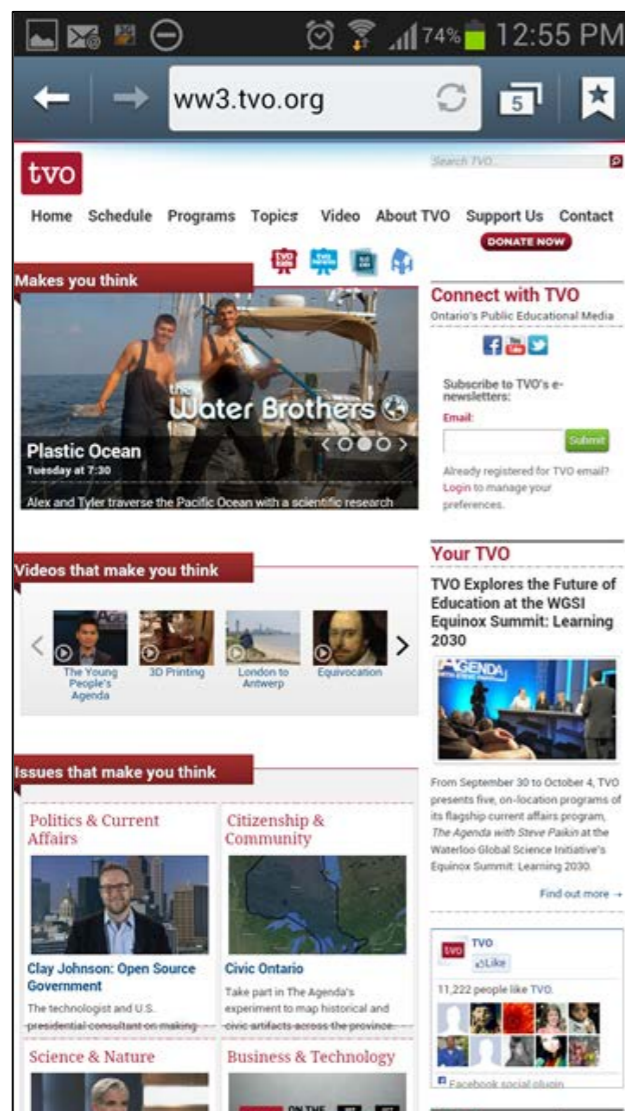 74% 12:55 PM
ww3.tvo.org
5
tvo
Search TVO...
Home Schedule Programs Topics Video About TVO Support Us Contact
DONATE NOW
Makes you think
the
Water Brothers
Plastic Ocean
Tuesday at 7:30
Alex and Tyler traverse the Pacific Ocean with a scientific research
Connect with TVO
Ontario's Public Educational Media
Subscribe to TVO's e-
newsletters:
Email:
Submit
Already registered for TVO email?
Login to manage your
preferences.
Videos that make you think
The Young
People's
Agenda
3D Printing
London to
Antwerp
Equivocation
Your TVO
TVO Explores the Future of
Education at the WGSI
Equinox Summit: Learning
2030
AGENDA
From September 30 to October 4, TVO
presents five, on-location programs of
its flagship current affairs program,
The Agenda with Steve Paikin at the
Waterloo Global Science Initiative's
Equinox Summit: Learning 2030.
Find out more →
Issues that make you think
Politics & Current
Affairs
Clay Johnson: Open Source
Government
The technologist and U.S.
presidential consultant on making
Citizenship &
Community
Civic Ontario
Take part in The Agenda's
experiment to map historical and
civic artifacts across the province.
Science & Nature
Business & Technology
ON THE
tvo
TVO
Like
11,222 people like TVO.
Facebook social plugin